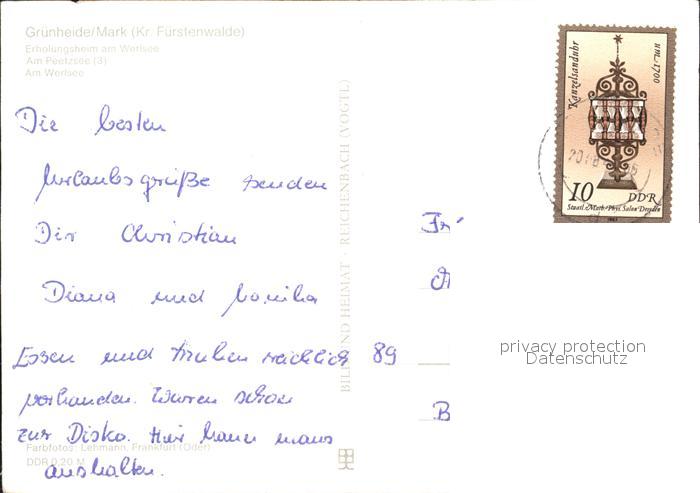 Grünheide/Mark (Kr. Fürstenwalde)
Erholungsheim am Werlsee
Am Peetzsee (3)
Am Werlsee
Die besten
Urlaubsgrüße senden
Dir Christian
Diana und Monika
Essen und trinken reichlich
vorhanden. Waren schon
zur Disko. Hier kann mans
aushalten.
Farbfotos: Lehmann, Frankfurt (Oder)
DDR 0,20 M
BILD UND HEIMAT · REICHENBACH (VOGTL)
Kanzelsanduhr
um 1700
10 DDR
Staatl. Math.-Phys. Salon Dresden
89
B
privacy protection
Datenschutz